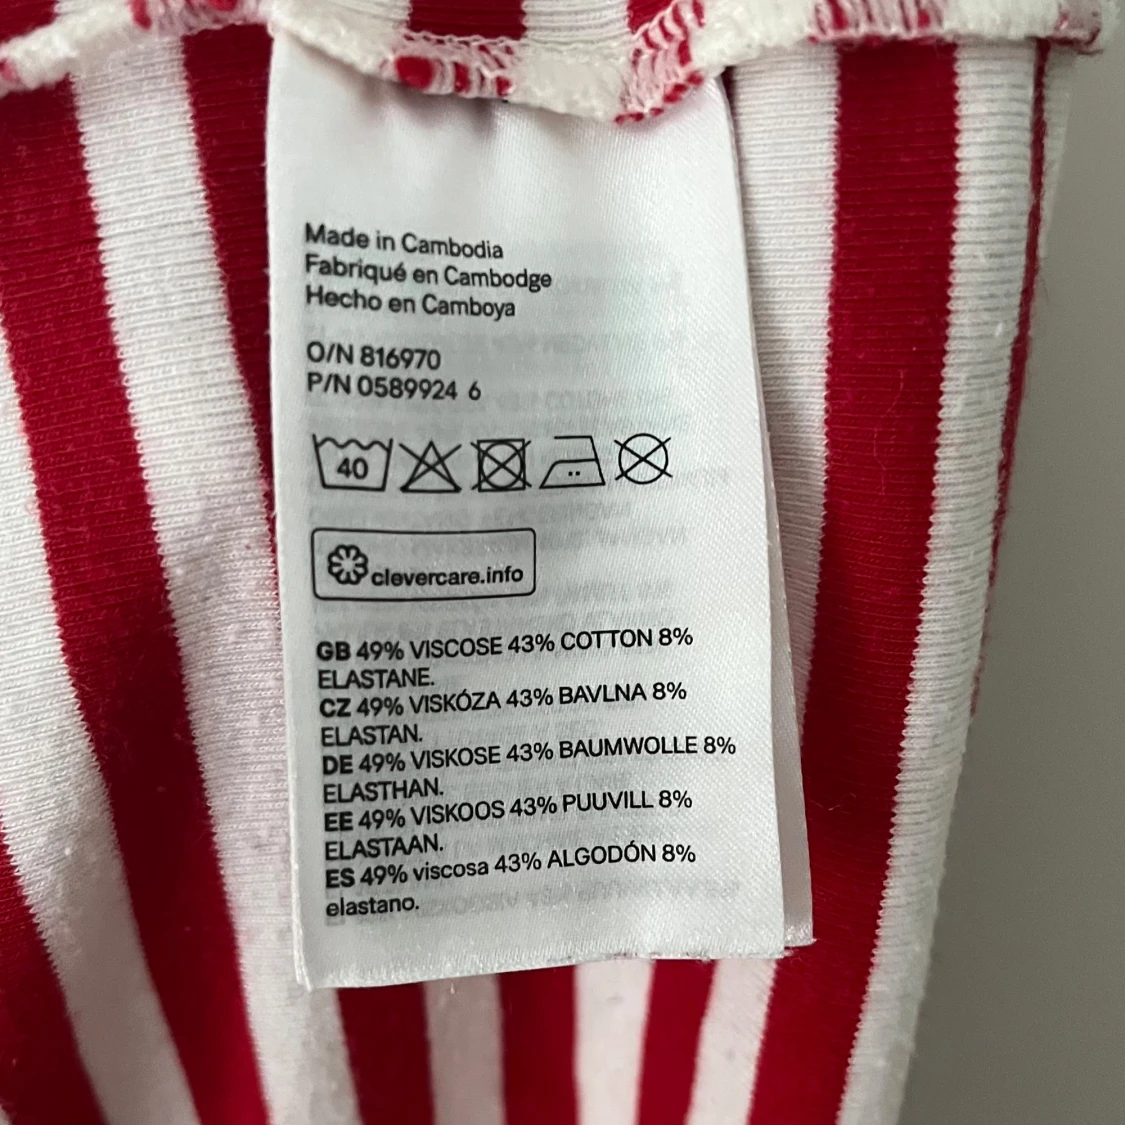 Made in Cambodia
Fabriqué en Cambodge
Hecho en Camboya
O/N 816970
P/N 0589924 6
40
clevercare.info
GB 49% VISCOSE 43% COTTON 8%
ELASTANE.
CZ 49% VISKÓZA 43% BAVLNA 8%
ELASTAN.
DE 49% VISKOSE 43% BAUMWOLLE 8%
ELASTHAN.
EE 49% VISKOOS 43% PUUVILL 8%
ELASTAAN.
ES 49% viscosa 43% ALGODÓN 8%
elastano.